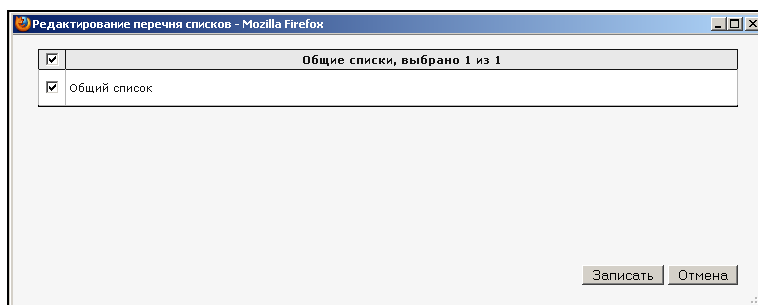 Редактирование перечня списков - Mozilla Firefox
Общие списки, выбрано 1 из 1
Общий список
Записать Отмена